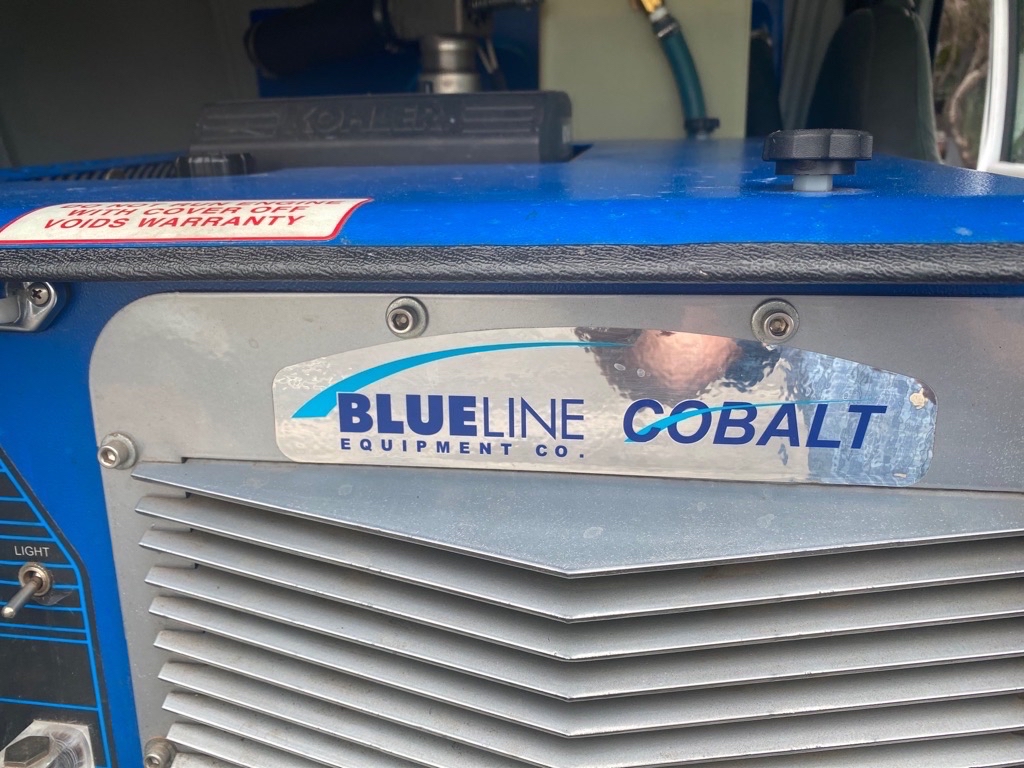 KOHLER
WITH COVER OFF
VOIDS WARRANTY
BLUELINE
EQUIPMENT CO.
COBALT
LIGHT